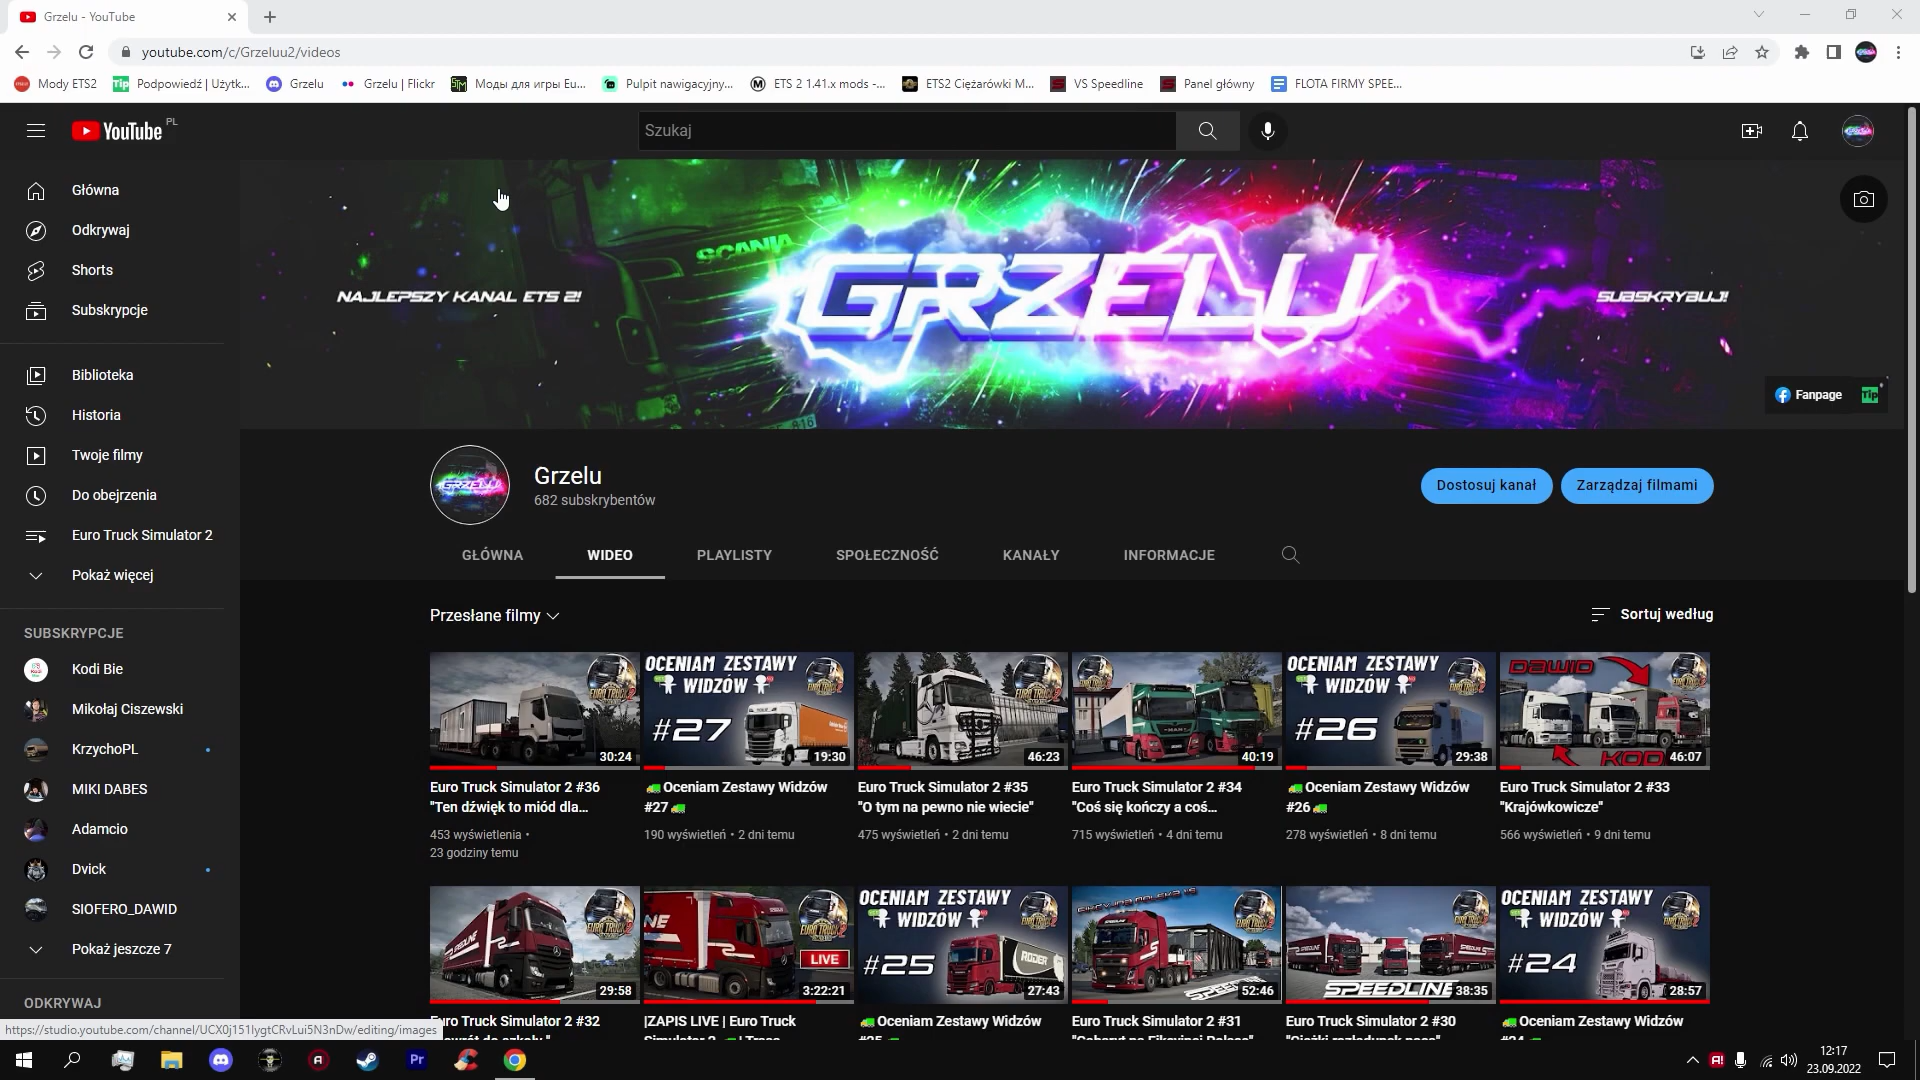 Grzelu - YouTube
youtube.com/c/Grzeluu2/videos
Mody ETS2
Tip Podpowiedź | Użytk...
Grzelu
Grzelu | Flickr
Моды для игры Eu...
Pulpit nawigacyjny...
ETS 2 1.41.x mods -...
ETS2 Ciężarówki M...
VS Speedline
Panel główny
FLOTA FIRMY SPEE...
YouTube PL
Szukaj
Główna
Odkrywaj
Shorts
Subskrypcje
Biblioteka
Historia
Twoje filmy
Do obejrzenia
Euro Truck Simulator 2
Pokaż więcej
SUBSKRYPCJE
Kodi Bie
Mikołaj Ciszewski
KrzychoPL
MIKI DABES
Adamcio
Dvick
SIOFERO_DAWID
Pokaż jeszcze 7
ODKRYWAJ
SCANIA
NAJLEPSZY KANAŁ ETS 2!
GRZELU
SUBSKRYBUJ!
Fanpage
Tip
Grzelu
682 subskrybentów
Dostosuj kanał
Zarządzaj filmami
GŁÓWNA
WIDEO
PLAYLISTY
SPOŁECZNOŚĆ
KANAŁY
INFORMACJE
Przesłane filmy
Sortuj według
30:24
Euro Truck Simulator 2 #36
"Ten dźwięk to miód dla...
453 wyświetlenia •
23 godziny temu
OCENIAM ZESTAWY
WIDZÓW
#27
19:30
Oceniam Zestawy Widzów
#27
190 wyświetleń • 2 dni temu
46:23
Euro Truck Simulator 2 #35
"O tym na pewno nie wiecie"
475 wyświetleń • 2 dni temu
40:19
Euro Truck Simulator 2 #34
"Coś się kończy a coś...
715 wyświetleń • 4 dni temu
OCENIAM ZESTAWY
WIDZÓW
#26
29:38
Oceniam Zestawy Widzów
#26
278 wyświetleń • 8 dni temu
DAWID
KODI
46:07
Euro Truck Simulator 2 #33
"Krajówkowicze"
566 wyświetleń • 9 dni temu
SPEEDLINE
29:58
Euro Truck Simulator 2 #32
LIVE
3:22:21
|ZAPIS LIVE | Euro Truck
OCENIAM ZESTAWY
WIDZÓW
#25
27:43
Oceniam Zestawy Widzów
52:46
Euro Truck Simulator 2 #31
SPEEDLINE
38:35
Euro Truck Simulator 2 #30
OCENIAM ZESTAWY
WIDZÓW
#24
28:57
Oceniam Zestawy Widzów
https://studio.youtube.com/channel/UCX0j151IygtCRvLui5N3nDw/editing/images
Pr
12:17
23.09.2022